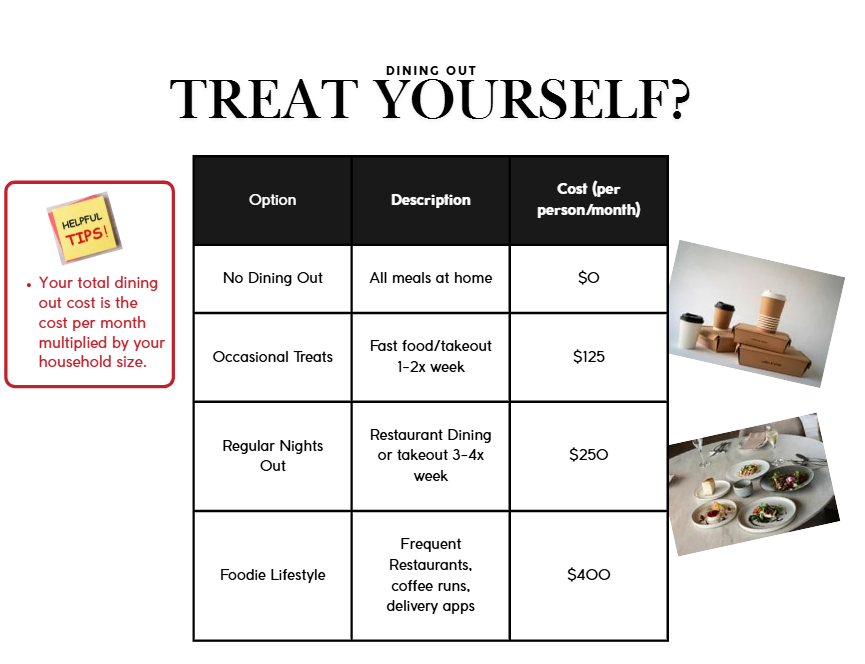 DINING OUT
TREAT YOURSELF?
HELPFUL
TIPS!
• Your total dining
out cost is the
cost per month
multiplied by your
household size.
Option
Description
Cost (per
person/month)
No Dining Out
All meals at home
$0
Occasional Treats
Fast food/takeout
1-2x week
$125
Regular Nights
Out
Restaurant Dining
or takeout 3-4x
week
$250
Foodie Lifestyle
Frequent
Restaurants,
coffee runs,
delivery apps
$400